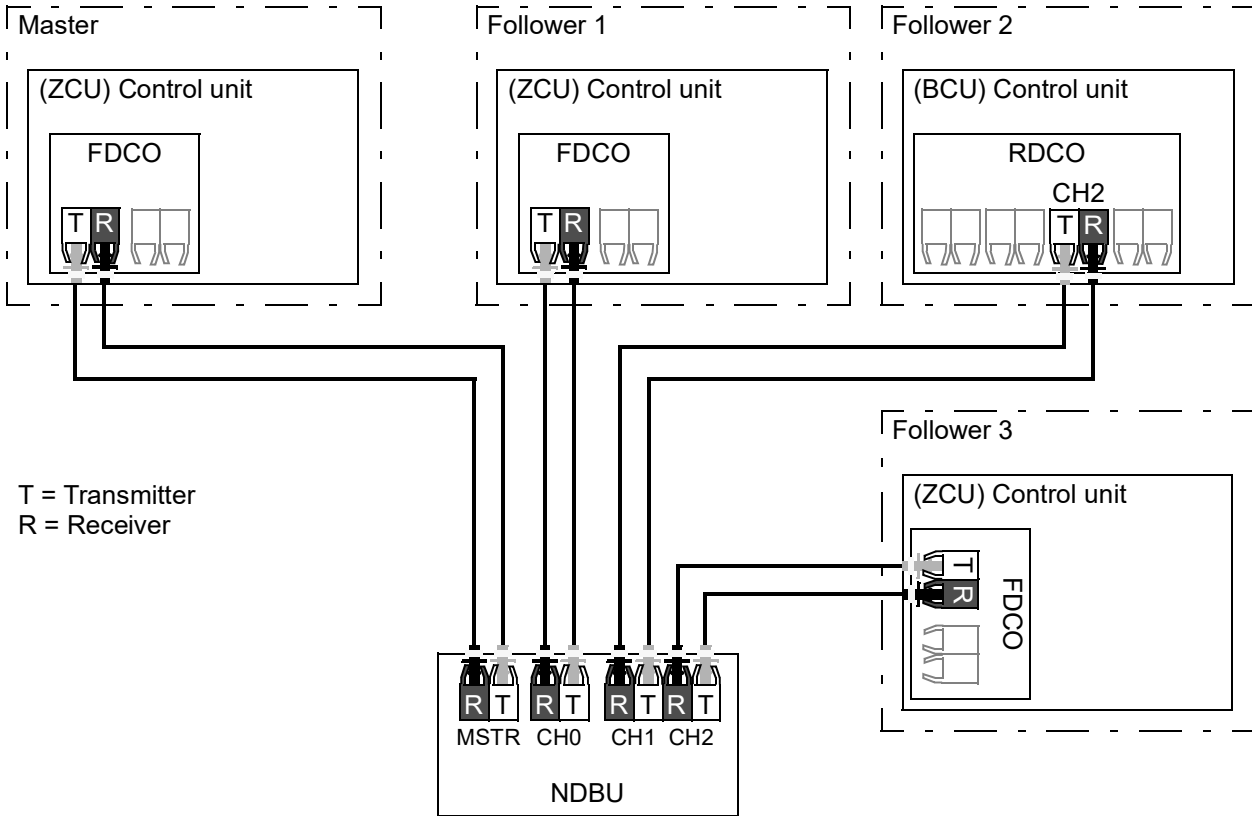 Master
(ZCU) Control unit
FDCO
T R
Follower 1
(ZCU) Control unit
FDCO
T R
Follower 2
(BCU) Control unit
RDCO
CH2
T R
Follower 3
(ZCU) Control unit
T
R
FDCO
T = Transmitter
R = Receiver
R T R T R T R T
MSTR CH0 CH1 CH2
NDBU